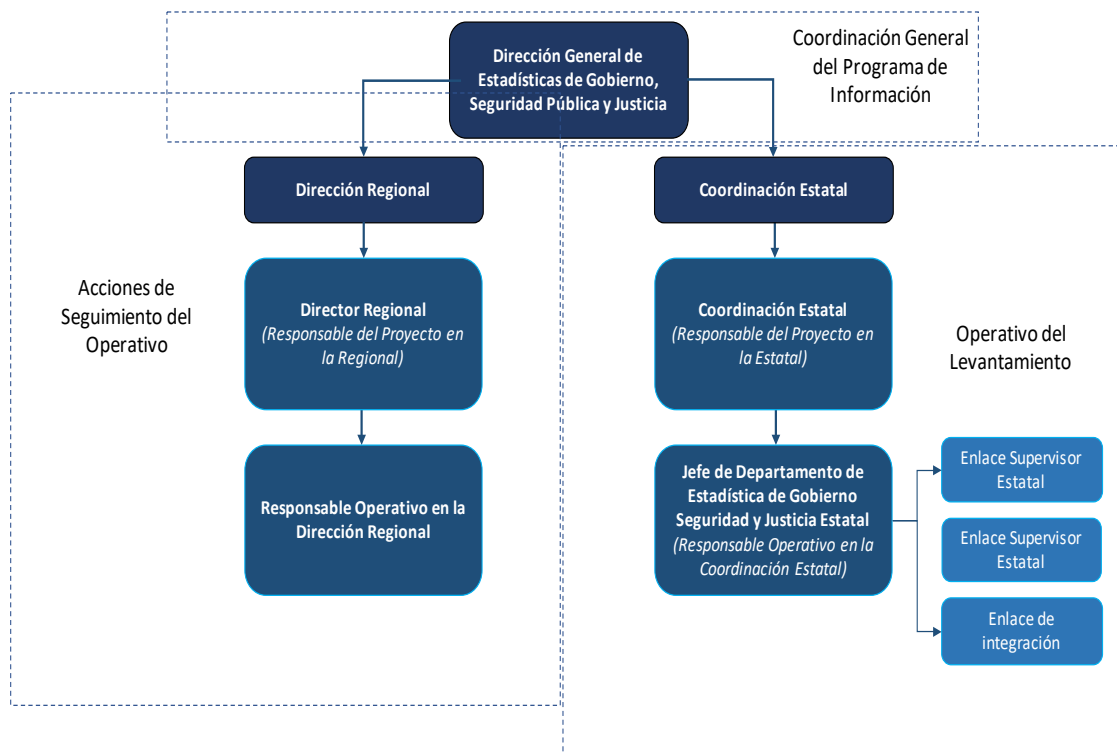 Dirección General de
Estadísticas de Gobierno,
Seguridad Pública y Justicia
Coordinación General
del Programa de
Información
Dirección Regional
Coordinación Estatal
Acciones de
Seguimiento del
Operativo
Director Regional
(Responsable del Proyecto en
la Regional)
Coordinación Estatal
(Responsable del Proyecto en
la Estatal)
Operativo del
Levantamiento
Responsable Operativo en la
Dirección Regional
Jefe de Departamento de
Estadística de Gobierno
Seguridad y Justicia Estatal
(Responsable Operativo en la
Coordinación Estatal)
Enlace Supervisor
Estatal
Enlace Supervisor
Estatal
Enlace de
integración